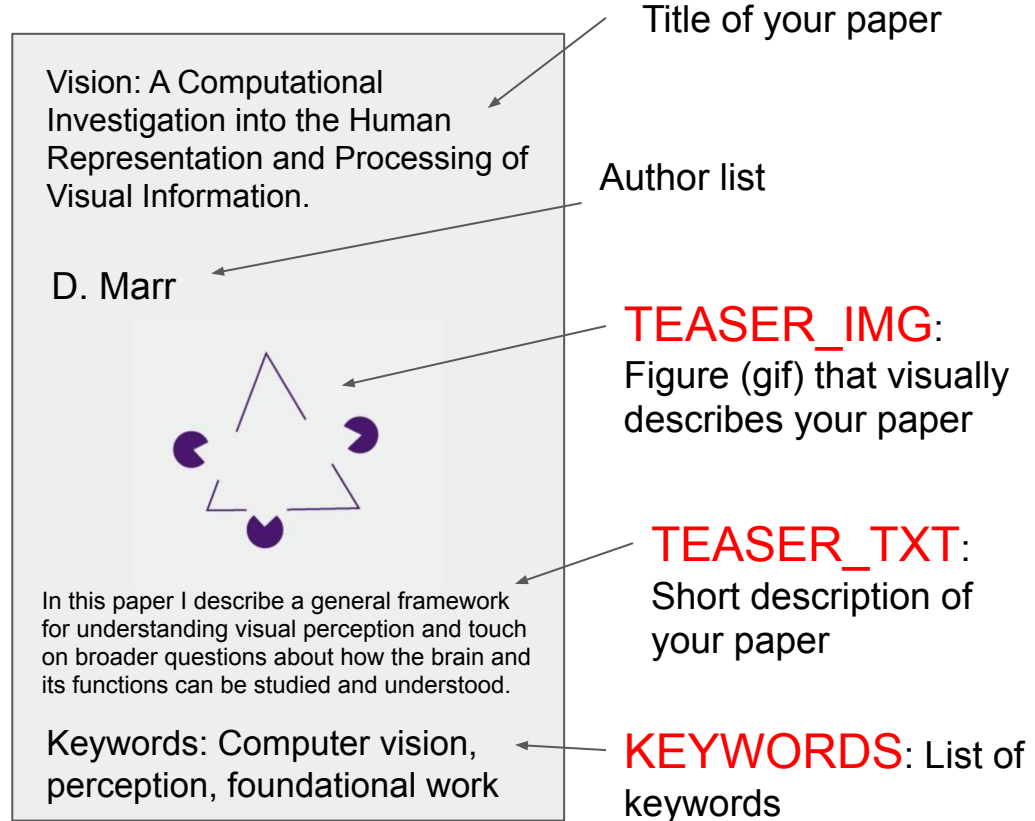 Title of your paper
Vision: A Computational
Investigation into the Human
Representation and Processing of
Visual Information.
Author list
D. Marr
TEASER_IMG:
Figure (gif) that visually
describes your paper
TEASER_TXT:
Short description of
your paper
In this paper I describe a general framework
for understanding visual perception and touch
on broader questions about how the brain and
its functions can be studied and understood.
Keywords: Computer vision,
perception, foundational work
KEYWORDS: List of
keywords